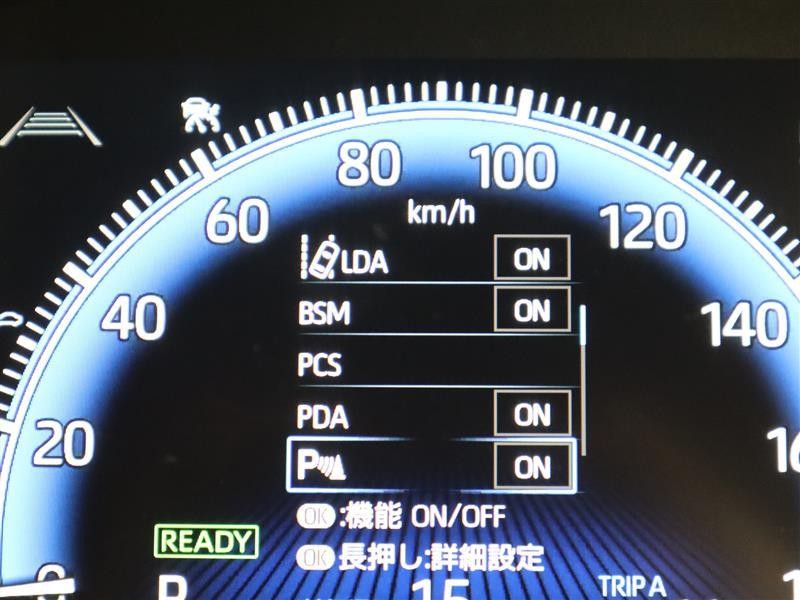 80
100
60
km/h
120
LDA ON
40
BSM ON
140
PCS
PDA ON
20
P ON
OK:機能 ON/OFF
READY
OK長押し:詳細設定
0
P
15
TRIP A